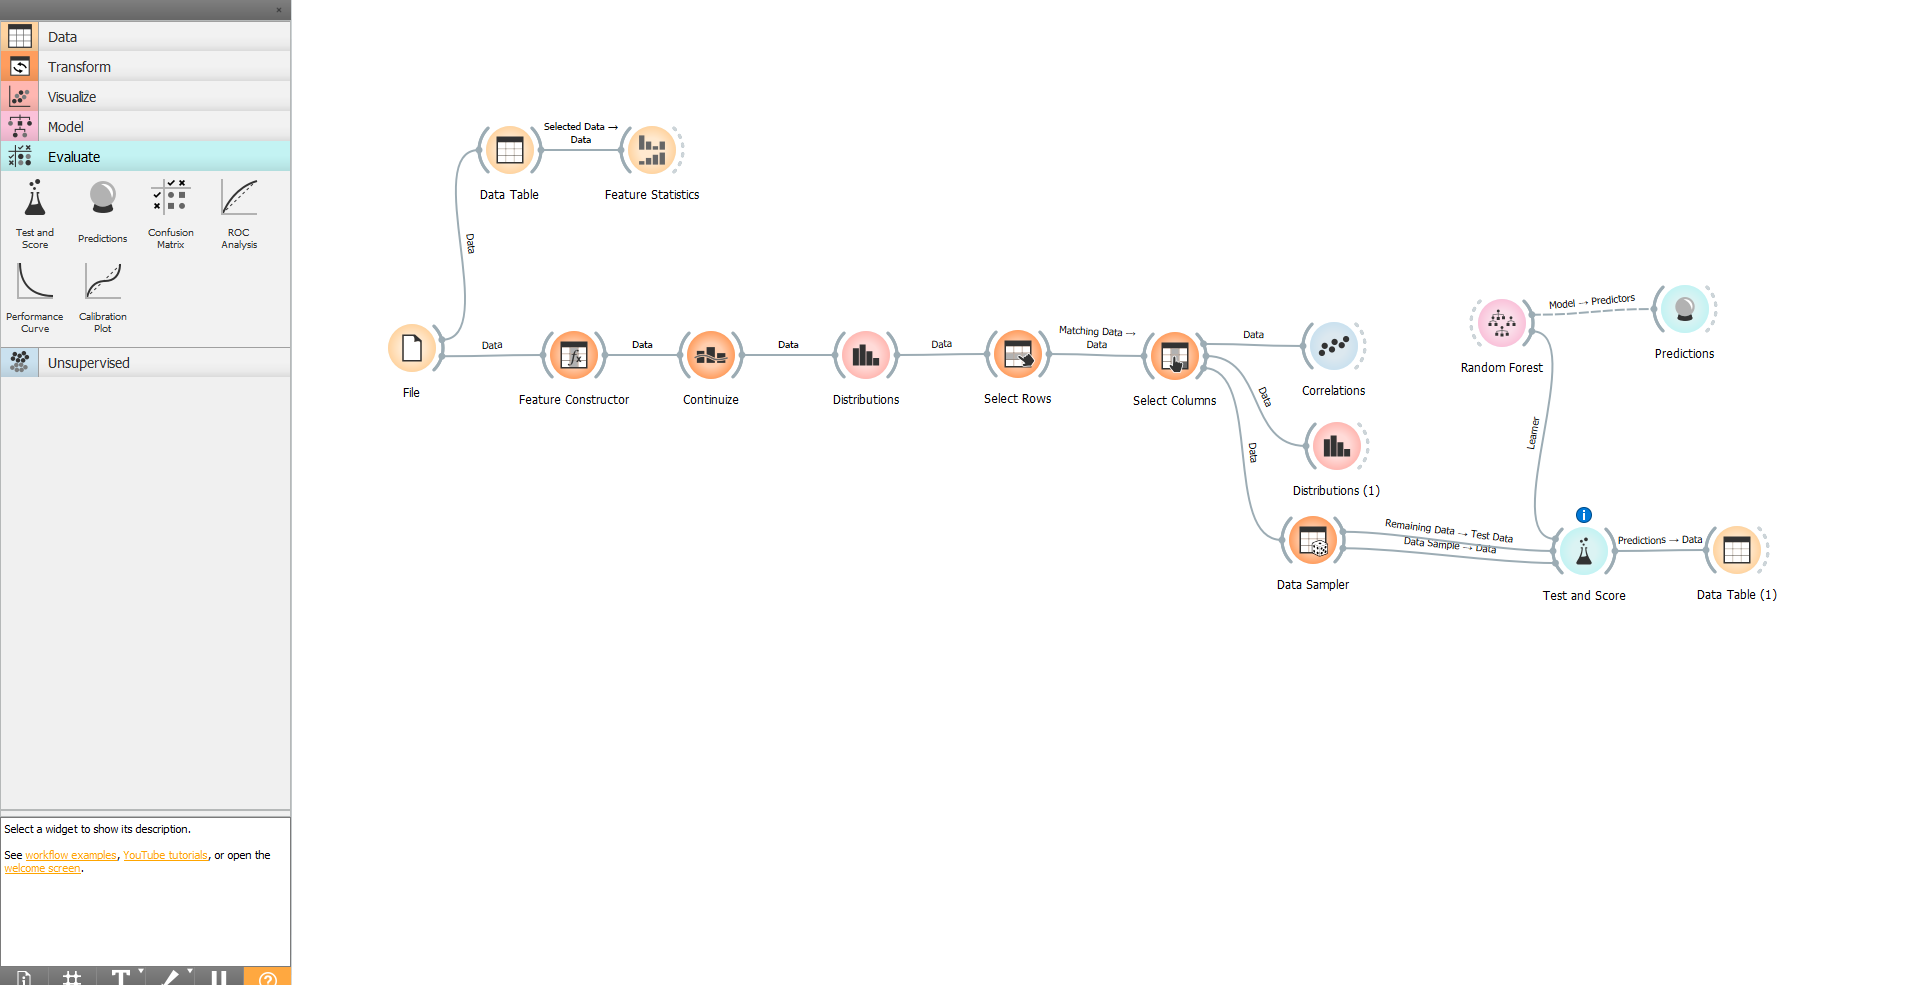 Data
Transform
Visualize
Model
Evaluate
Test and
Score
Predictions
Confusion
Matrix
ROC
Analysis
Performance
Curve
Calibration
Plot
Unsupervised
Select a widget to show its description.
See workflow examples, YouTube tutorials, or open the
welcome screen.
Selected Data →
Data
Data Table
Feature Statistics
Data
File
Data
Feature Constructor
Data
Continuize
Data
Distributions
Data
Select Rows
Matching Data →
Data
Select Columns
Data
Correlations
Data
Distributions (1)
Data
Data Sampler
Remaining Data → Test Data
Data Sample → Data
Random Forest
Model → Predictors
Predictions
Learner
Test and Score
Predictions → Data
Data Table (1)